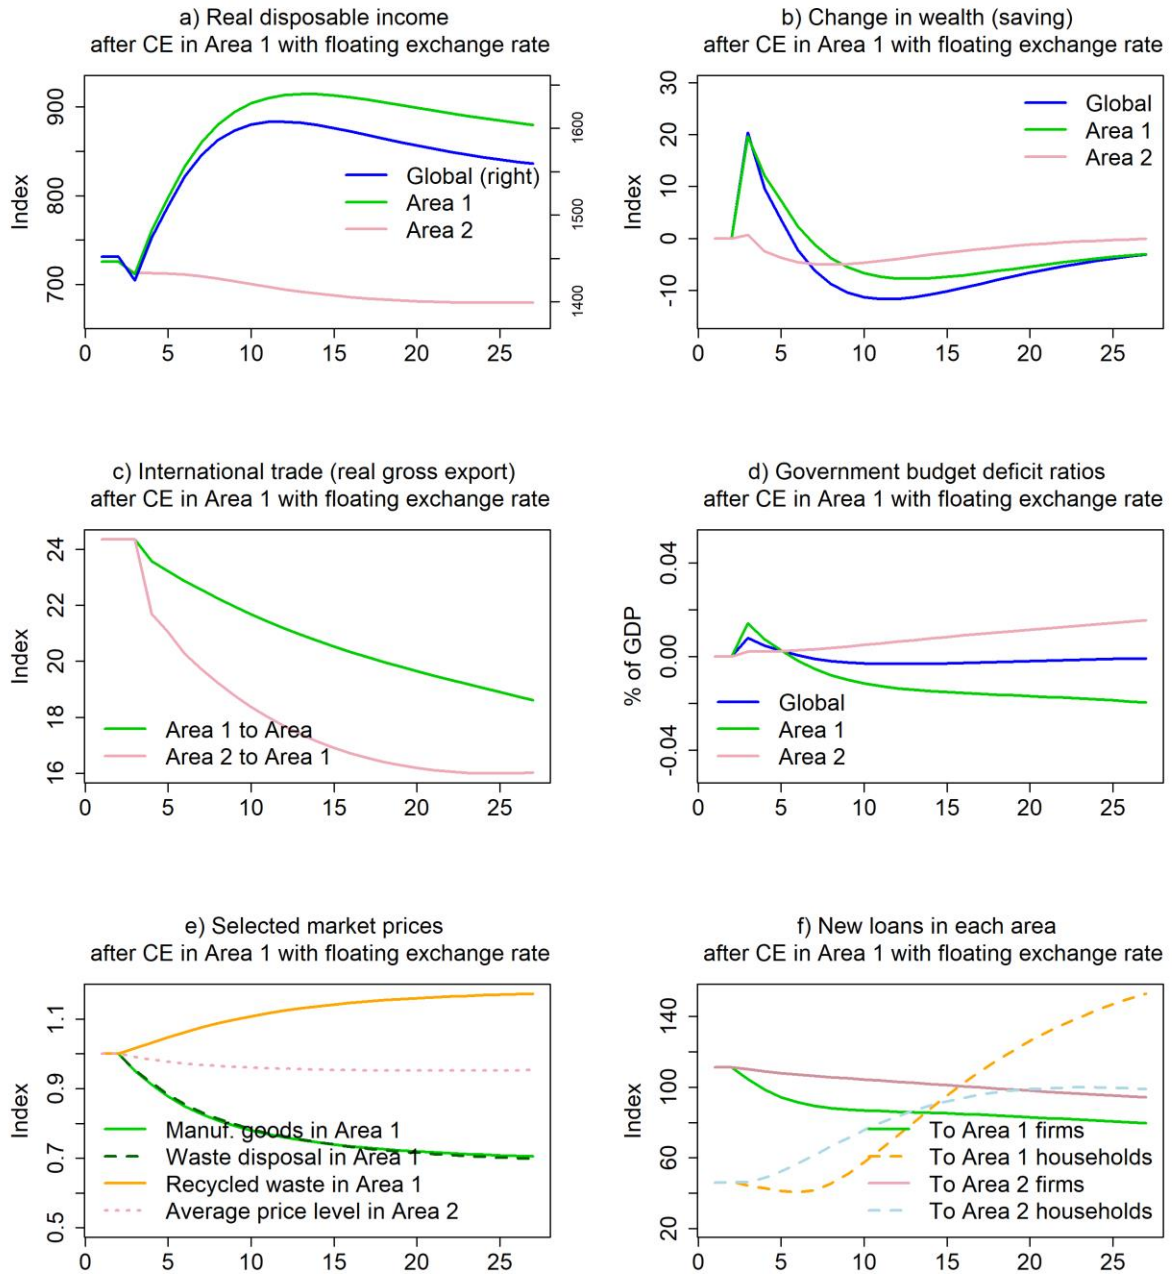 a) Real disposable income
after CE in Area 1 with floating exchange rate
Index
700 800 900
1400 1500 1600
Global (right)
Area 1
Area 2
0 5 10 15 20 25
b) Change in wealth (saving)
after CE in Area 1 with floating exchange rate
Index
-10 0 10 20 30
Global
Area 1
Area 2
0 5 10 15 20 25
c) International trade (real gross export)
after CE in Area 1 with floating exchange rate
Index
16 18 20 22 24
Area 1 to Area
Area 2 to Area 1
0 5 10 15 20 25
d) Government budget deficit ratios
after CE in Area 1 with floating exchange rate
% of GDP
-0.04 0.00 0.04
Global
Area 1
Area 2
0 5 10 15 20 25
e) Selected market prices
after CE in Area 1 with floating exchange rate
Index
0.5 0.7 0.9 1.1
Manuf. goods in Area 1
Waste disposal in Area 1
Recycled waste in Area 1
Average price level in Area 2
0 5 10 15 20 25
f) New loans in each area
after CE in Area 1 with floating exchange rate
Index
20 60 100 140
To Area 1 firms
To Area 1 households
To Area 2 firms
To Area 2 households
0 5 10 15 20 25